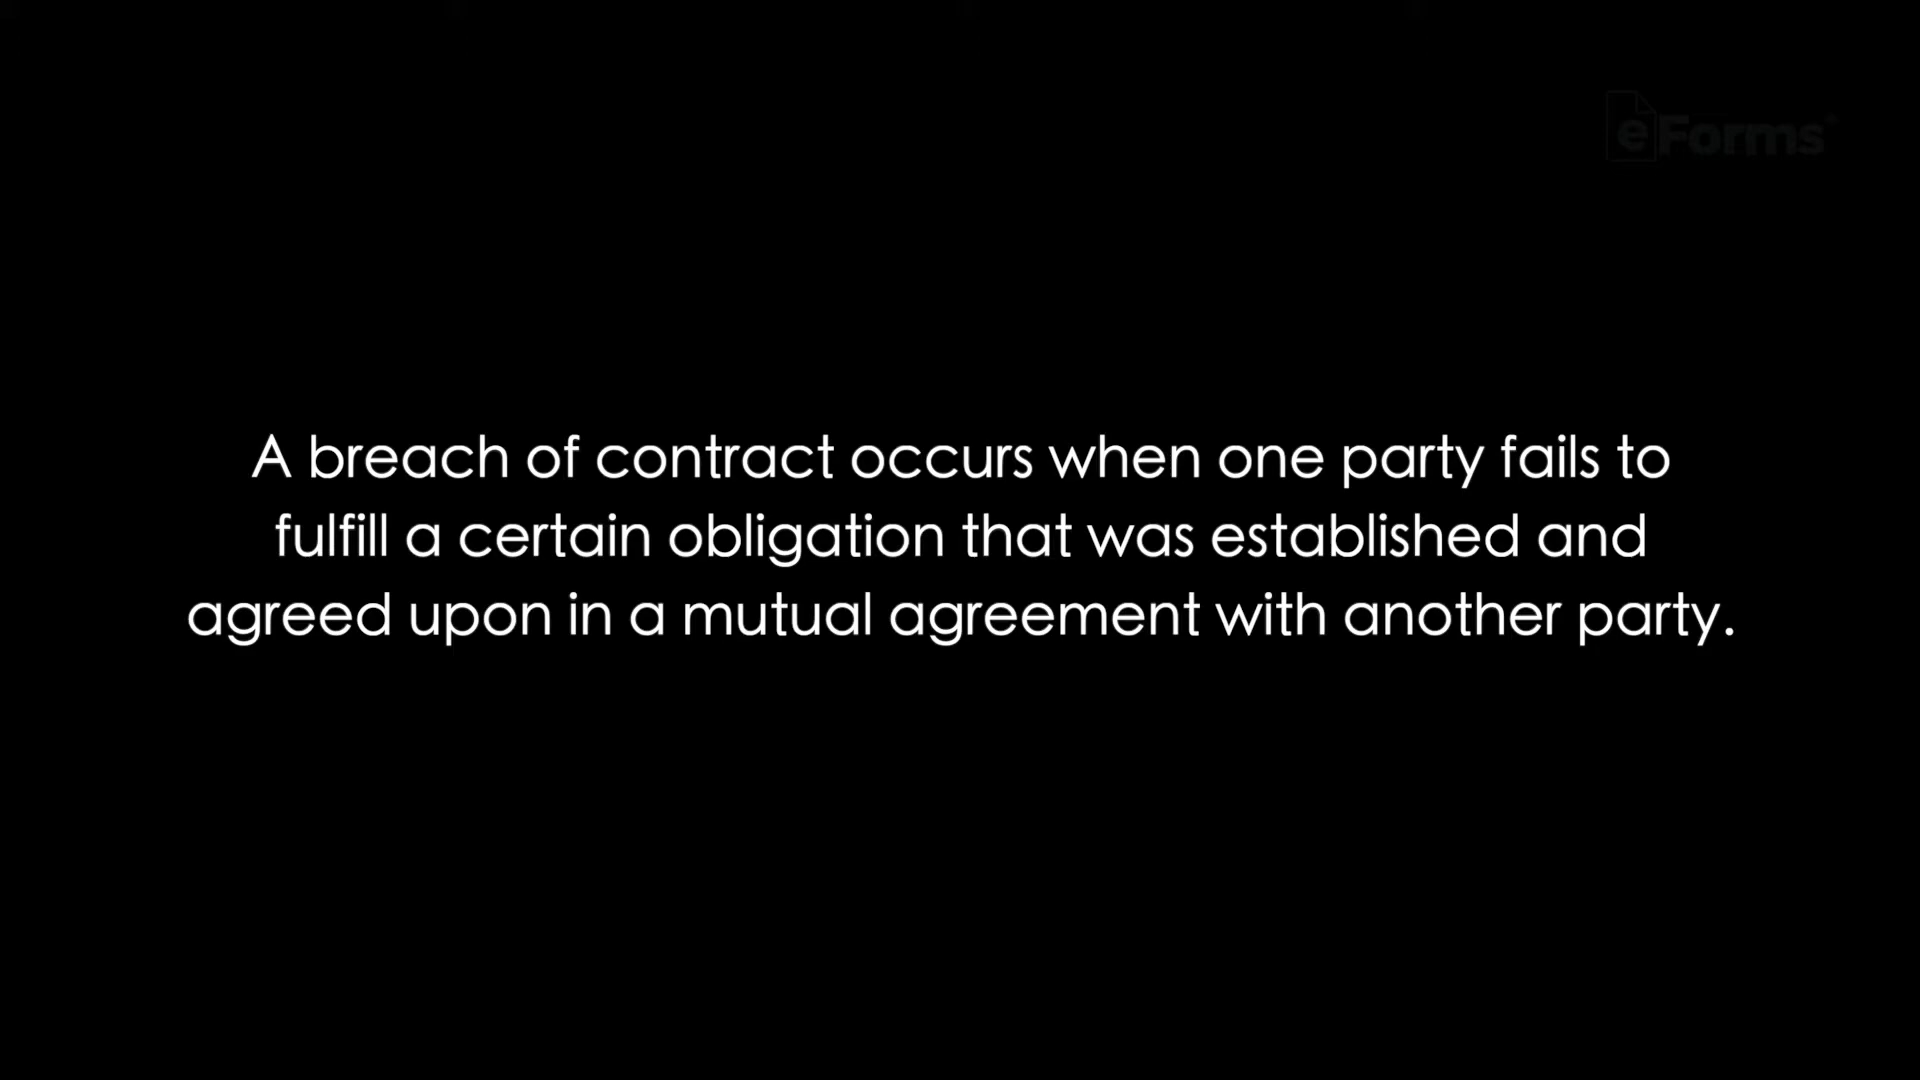 eForms
A breach of contract occurs when one party fails to
fulfill a certain obligation that was established and
agreed upon in a mutual agreement with another party.